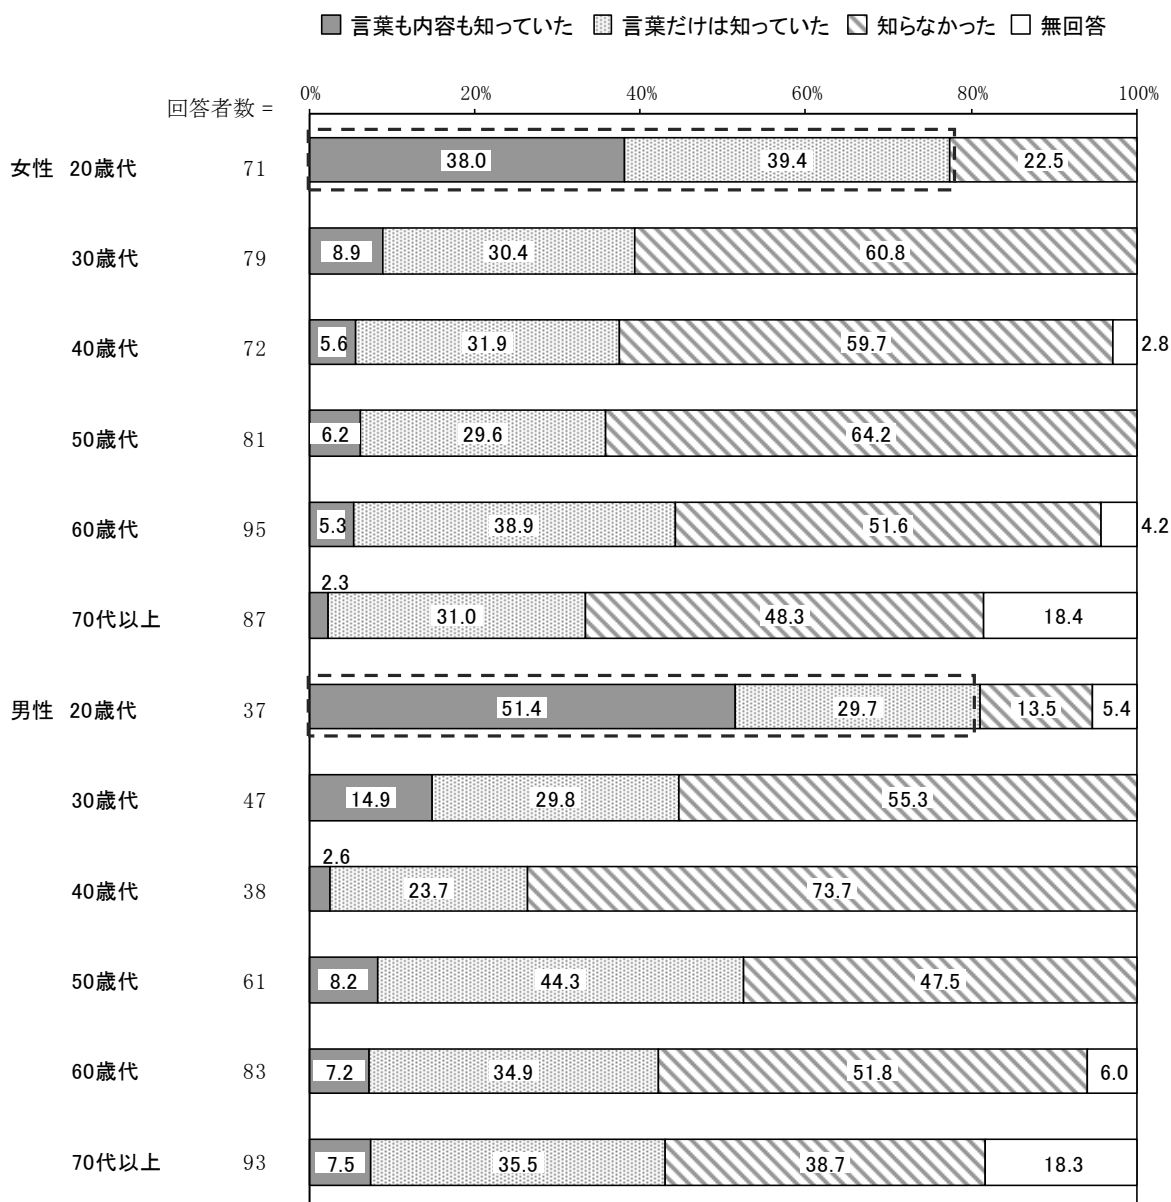 言葉も内容も知っていた 言葉だけは知っていた 知らなかった 無回答
0% 20% 40% 60% 80% 100%
回答者数 =
女性 20歳代 71 38.0 39.4 22.5
30歳代 79 8.9 30.4 60.8
40歳代 72 5.6 31.9 59.7 2.8
50歳代 81 6.2 29.6 64.2
60歳代 95 5.3 38.9 51.6 4.2
70代以上 87 2.3 31.0 48.3 18.4
男性 20歳代 37 51.4 29.7 13.5 5.4
30歳代 47 14.9 29.8 55.3
40歳代 38 2.6 23.7 73.7
50歳代 61 8.2 44.3 47.5
60歳代 83 7.2 34.9 51.8 6.0
70代以上 93 7.5 35.5 38.7 18.3